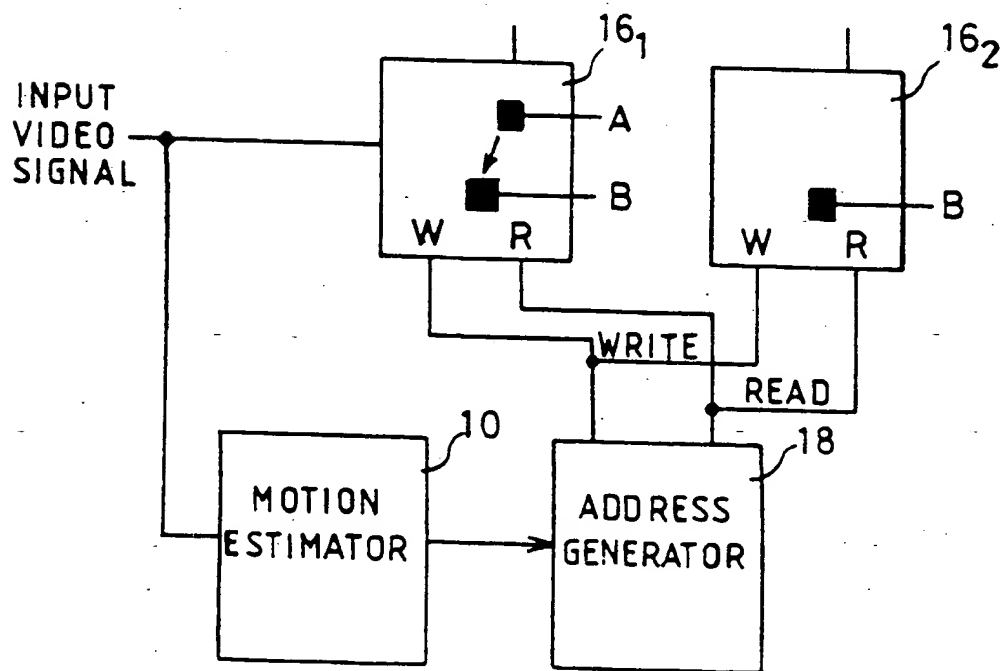 16₁
16₂
INPUT
VIDEO
SIGNAL
A
B
B
W
R
W
R
WRITE
READ
10
18
MOTION
ESTIMATOR
ADDRESS
GENERATOR